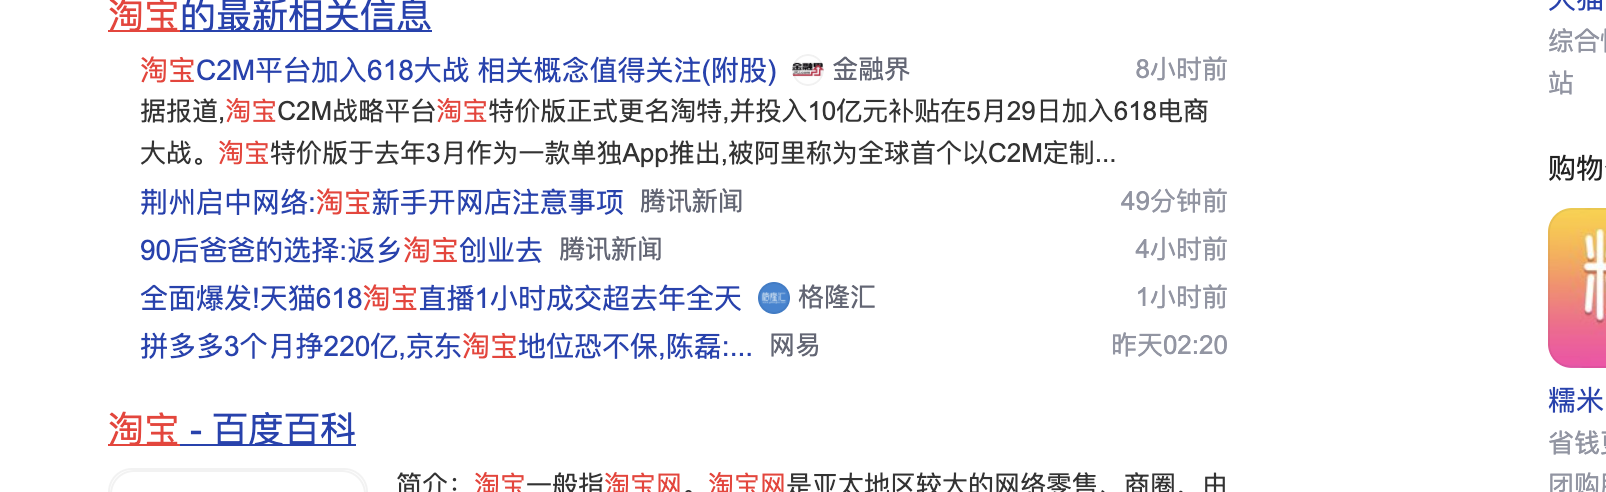 淘宝的最新相关信息
淘宝C2M平台加入618大战 相关概念值得关注(附股) 金融界 金融界 8小时前
据报道,淘宝C2M战略平台淘宝特价版正式更名淘特,并投入10亿元补贴在5月29日加入618电商
大战。淘宝特价版于去年3月作为一款单独App推出,被阿里称为全球首个以C2M定制...
荆州启中网络:淘宝新手开网店注意事项 腾讯新闻 49分钟前
90后爸爸的选择:返乡淘宝创业去 腾讯新闻 4小时前
全面爆发!天猫618淘宝直播1小时成交超去年全天 格隆汇 格隆汇 1小时前
拼多多3个月挣220亿,京东淘宝地位恐不保,陈磊:... 网易 昨天02:20
淘宝 - 百度百科
简介：淘宝一般指淘宝网。淘宝网是亚太地区较大的网络零售、商圈，由
天猫
综合
站
购物
糯米
省钱
团购